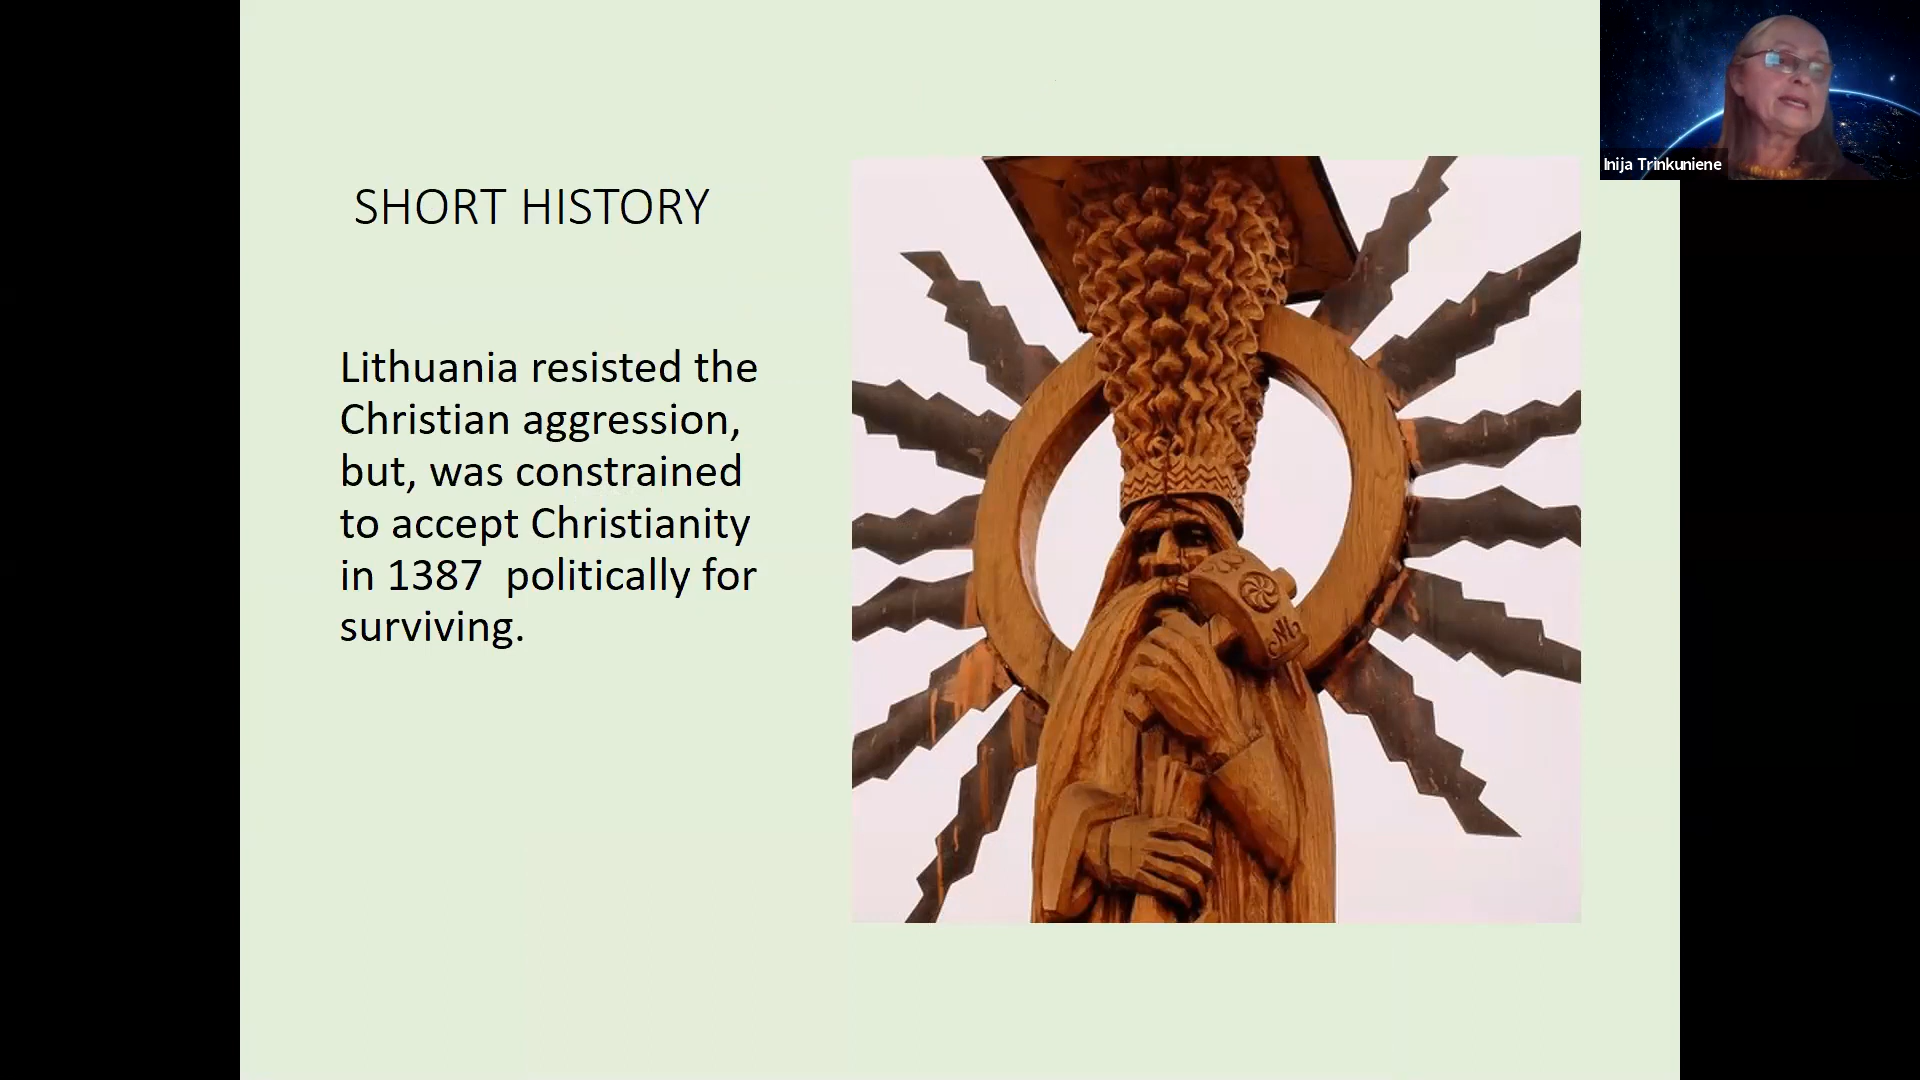 SHORT HISTORY
Lithuania resisted the
Christian aggression,
but, was constrained
to accept Christianity
in 1387  politically for
surviving.
Inija Trinkuniene